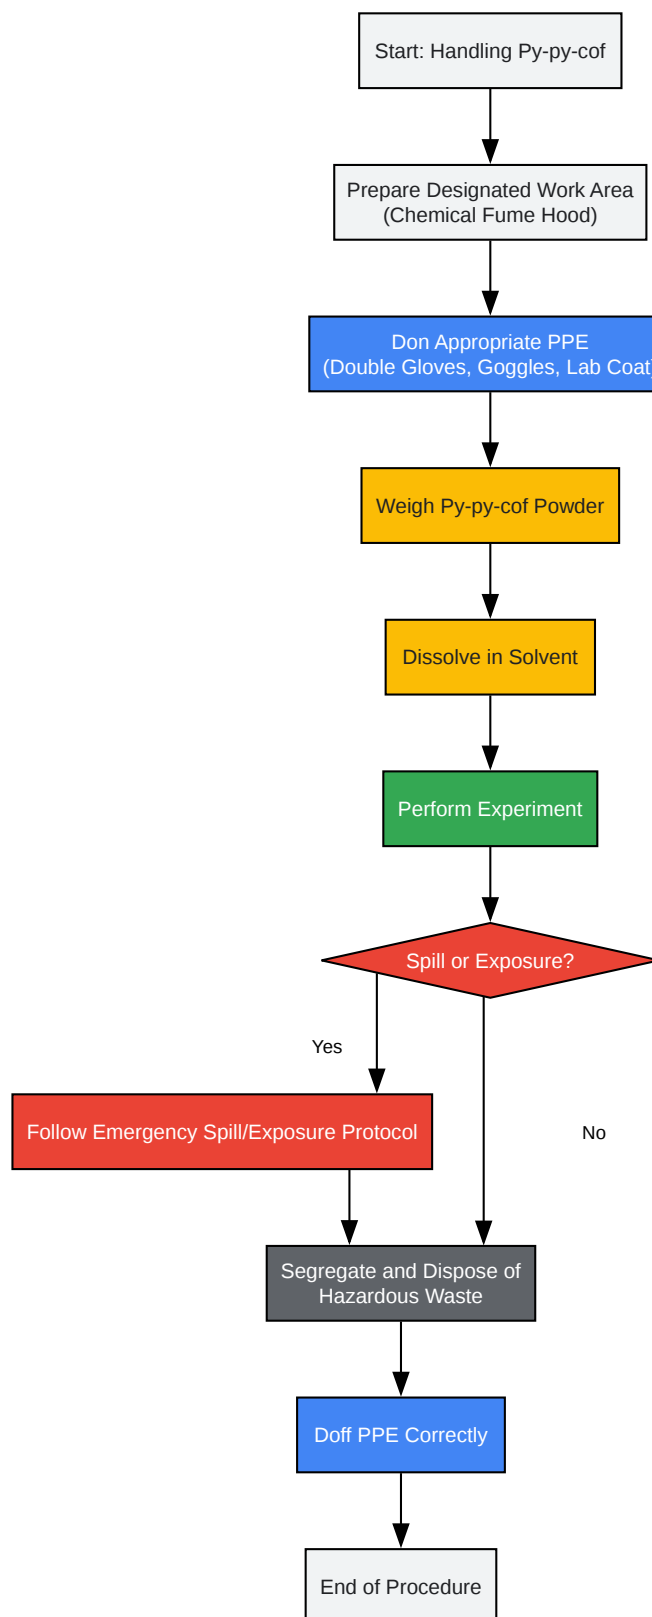 Start: Handling Py-py-cof
Prepare Designated Work Area
(Chemical Fume Hood)
Don Appropriate PPE
(Double Gloves, Goggles, Lab Coat)
Weigh Py-py-cof Powder
Dissolve in Solvent
Perform Experiment
Spill or Exposure?
Yes
Follow Emergency Spill/Exposure Protocol
No
Segregate and Dispose of
Hazardous Waste
Doff PPE Correctly
End of Procedure